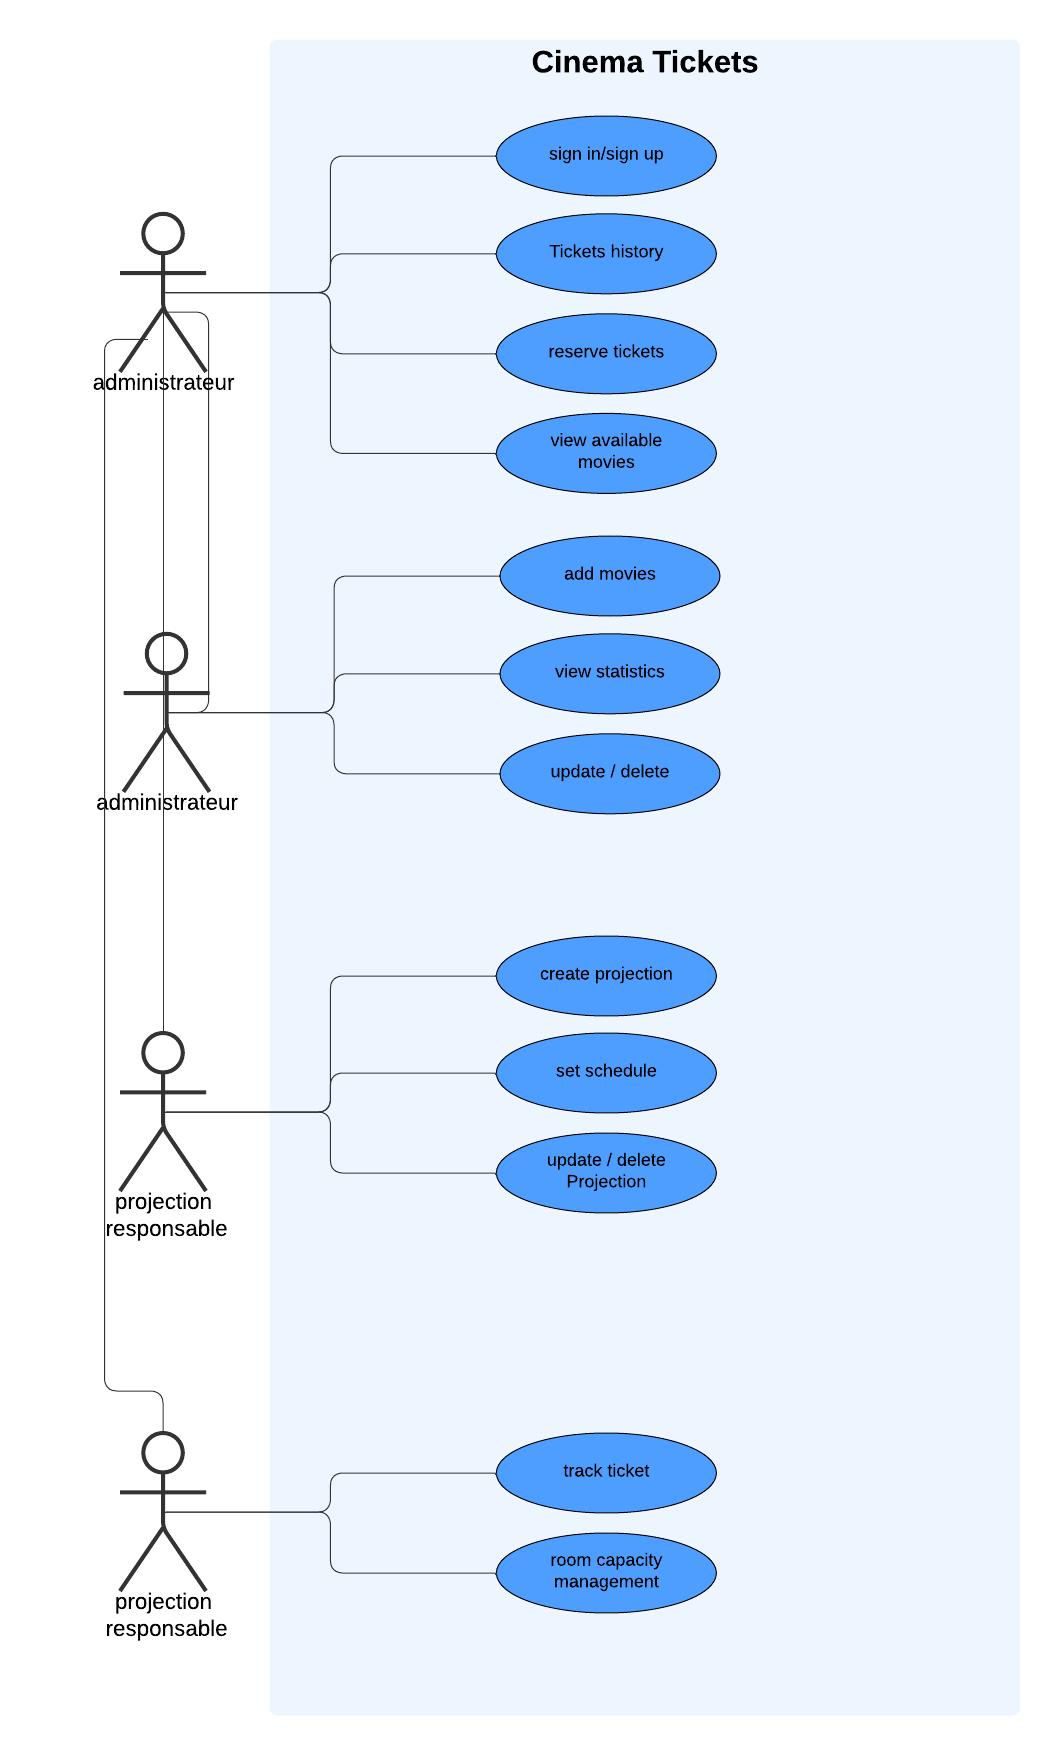 Cinema Tickets
sign in/sign up
Tickets history
reserve tickets
view available
movies
administrateur
add movies
view statistics
update / delete
administrateur
create projection
set schedule
update / delete
Projection
projection
responsable
track ticket
room capacity
management
projection
responsable